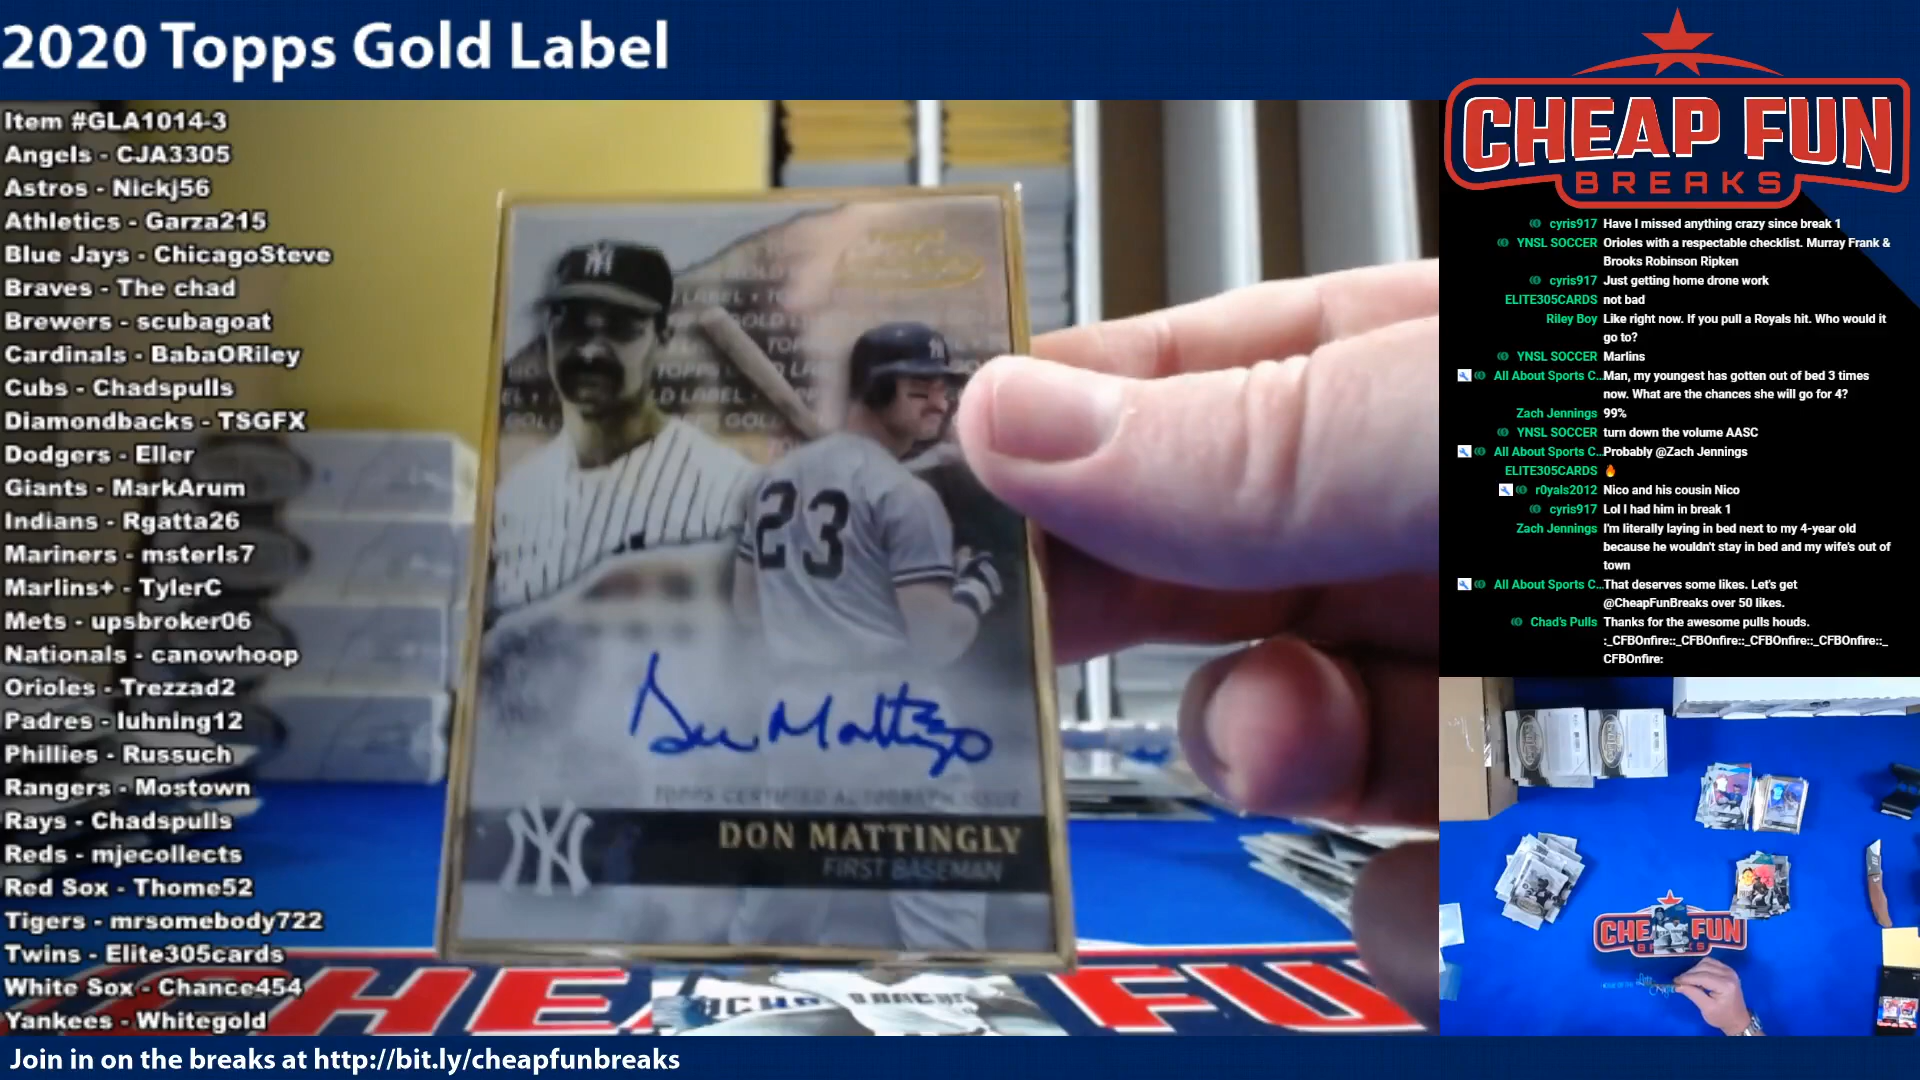 2020 Topps Gold Label
Item #GLA1014-3
Angels - CJA3305
Astros - Nickj56
Athletics - Garza215
Blue Jays - ChicagoSteve
Braves - The chad
Brewers - scubagoat
Cardinals - BabaORiley
Cubs - Chadspulls
Diamondbacks - TSGFX
Dodgers - Eller
Giants - MarkArum
Indians - Rgatta26
Mariners - msterls7
Marlins+ - TylerC
Mets - upsbroker06
Nationals - canowhoop
Orioles - Trezzad2
Padres - luhning12
Phillies - Russuch
Rangers - Mostown
Rays - Chadspulls
Reds - mjecollects
Red Sox - Thome52
Tigers - mrsomebody722
Twins - Elite305cards
White Sox - Chance454
Yankees - Whitegold
23
Don Mattingly
TOPPS CERTIFIED AUTOGRAPH ISSUE
NY
DON MATTINGLY
FIRST BASEMAN
CHEAP FUN
BREAKS
cyris917 Have I missed anything crazy since break 1
YNSL SOCCER Orioles with a respectable checklist. Murray Frank &
Brooks Robinson Ripken
cyris917 Just getting home drone work
ELITE305CARDS not bad
Riley Boy Like right now. If you pull a Royals hit. Who would it
go to?
YNSL SOCCER Marlins
All About Sports C... Man, my youngest has gotten out of bed 3 times
now. What are the chances she will go for 4?
Zach Jennings 99%
YNSL SOCCER turn down the volume AASC
All About Sports C... Probably @Zach Jennings
ELITE305CARDS 🔥
r0yals2012 Nico and his cousin Nico
cyris917 Lol I had him in break 1
Zach Jennings I'm literally laying in bed next to my 4-year old
because he wouldn't stay in bed and my wife's out of
town
All About Sports C... That deserves some likes. Let's get
@CheapFunBreaks over 50 likes.
Chad's Pulls Thanks for the awesome pulls houds.
:_CFBOnfire::_CFBOnfire::_CFBOnfire::_CFBOnfire::_
CFBOnfire:
CHEAP FUN
Join in on the breaks at http://bit.ly/cheapfunbreaks